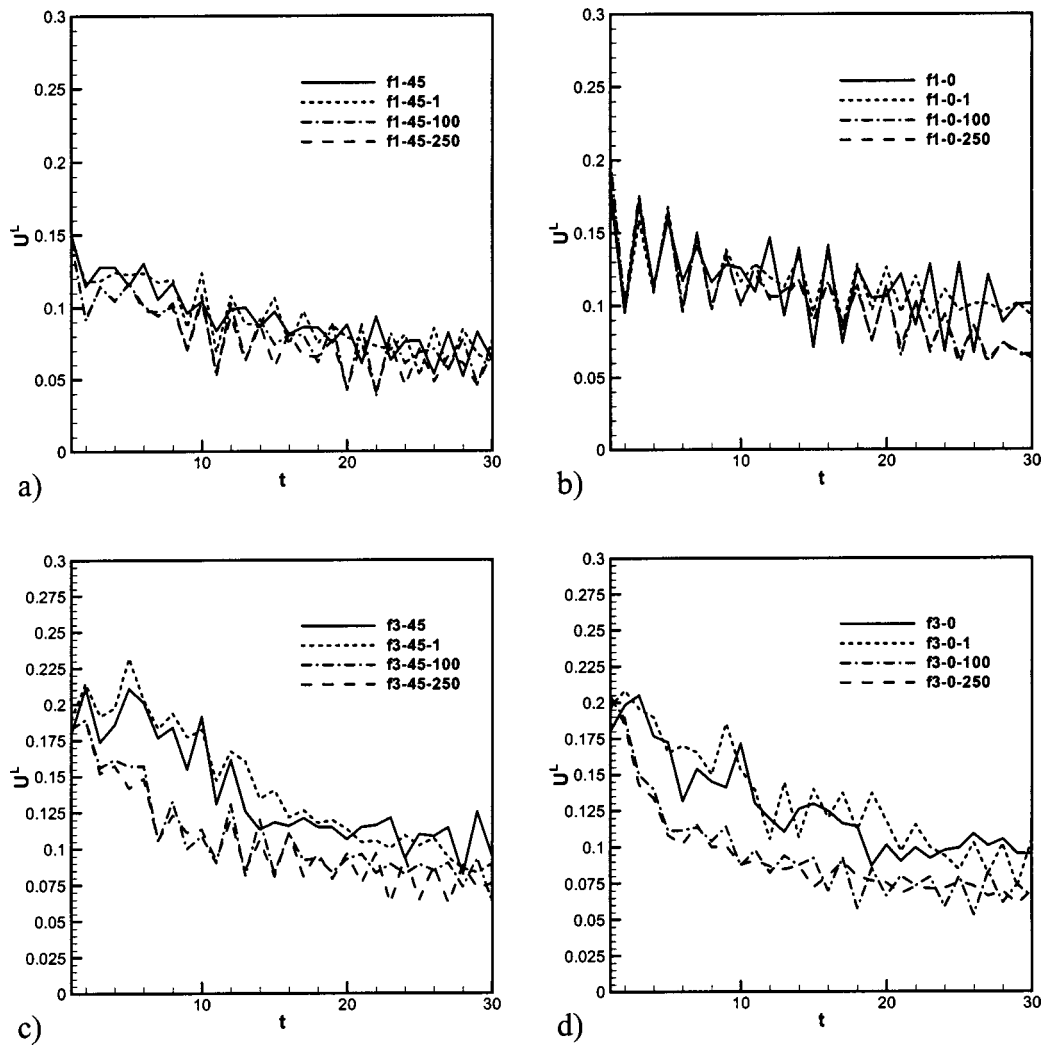 0.3
0.25
0.2
0.15
0.1
0.05
0
U^L
10
20
30
t
f1-45
f1-45-1
f1-45-100
f1-45-250
a)
0.3
0.25
0.2
0.15
0.1
0.05
0
U^L
10
20
30
t
f1-0
f1-0-1
f1-0-100
f1-0-250
b)
0.3
0.275
0.25
0.225
0.2
0.175
0.15
0.125
0.1
0.075
0.05
0.025
0
U^L
10
20
30
t
f3-45
f3-45-1
f3-45-100
f3-45-250
c)
0.3
0.275
0.25
0.225
0.2
0.175
0.15
0.125
0.1
0.075
0.05
0.025
0
U^L
10
20
30
t
f3-0
f3-0-1
f3-0-100
f3-0-250
d)